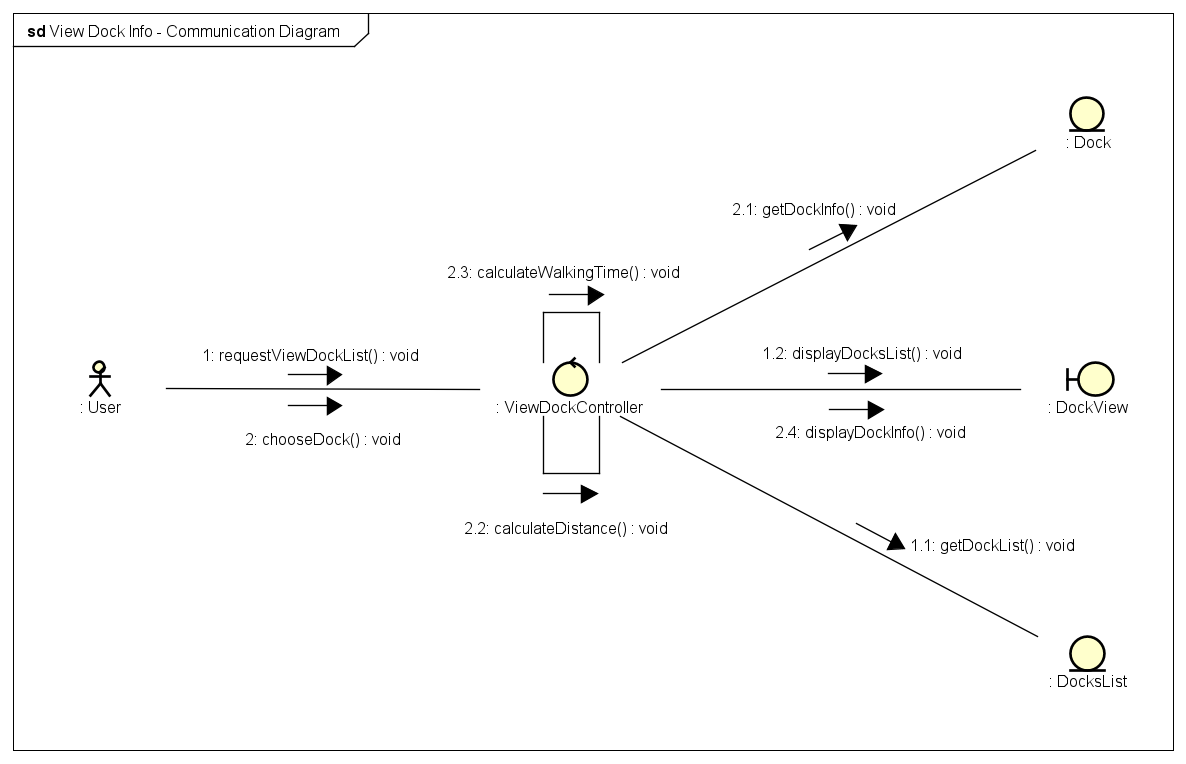 sd View Dock Info - Communication Diagram
: Dock
2.1: getDockInfo() : void
2.3: calculateWalkingTime() : void
1: requestViewDockList() : void
1.2: displayDocksList() : void
: User
: ViewDockController
: DockView
2: chooseDock() : void
2.4: displayDockInfo() : void
2.2: calculateDistance() : void
1.1: getDockList() : void
: DocksList